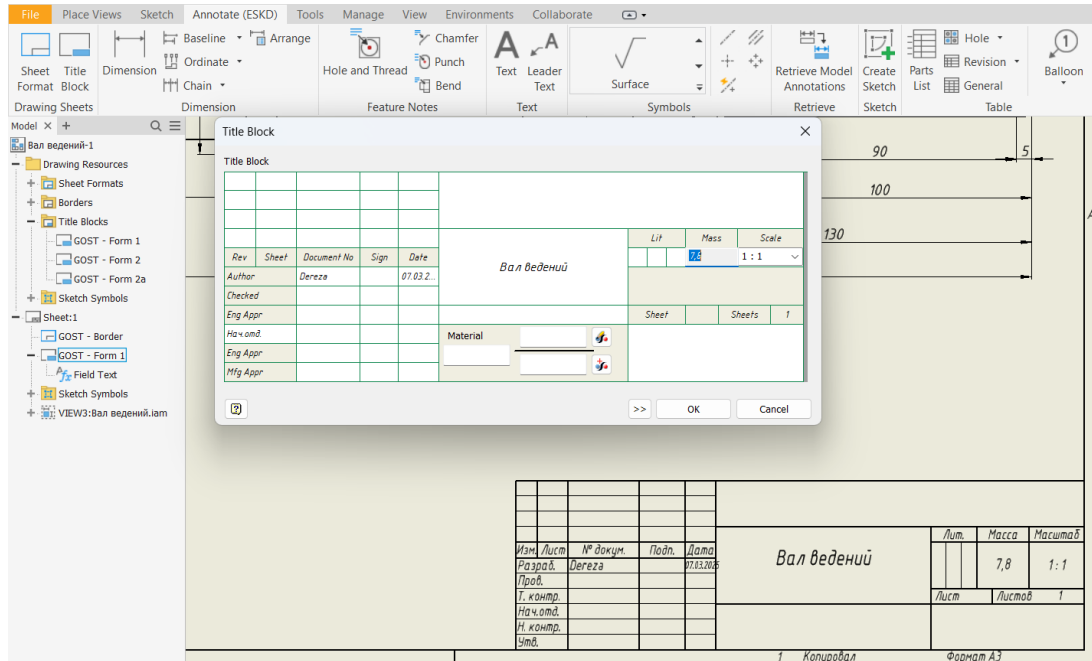 File Place Views Sketch Annotate (ESKD) Tools Manage View Environments Collaborate
Baseline Arrange Chamfer Hole
Sheet Format Title Block Dimension Ordinate Hole and Thread Punch Text Leader Text Surface Retrieve Model Annotations Create Sketch Parts List Revision Balloon
Chain Bend General
Drawing Sheets Dimension Feature Notes Text Symbols Retrieve Sketch Table
Model
Вал ведений-1
Drawing Resources
Sheet Formats
Borders
Title Blocks
GOST - Form 1
GOST - Form 2
GOST - Form 2a
Sketch Symbols
Sheet:1
GOST - Border
GOST - Form 1
Field Text
Sketch Symbols
VIEW3:Вал ведений.iam
Title Block
Title Block
Lit Mass Scale
Rev Sheet Document No Sign Date
7,8 1 : 1
Вал ведений
Author Dereza 07.03.2...
Checked
Eng Appr
Sheet Sheets 1
Нач.отд.
Material
Eng Appr
Mfg Appr
>> OK Cancel
90 5
100
130
Изм. Лист № докум. Подп. Дата
Разраб. Dereza 07.03.2025
Пров.
Т. контр.
Нач.отд.
Н. контр.
Утв.
Вал ведений
Лит. Масса Масштаб
7,8 1:1
Лист Листов 1
1 Копировал Формат А3